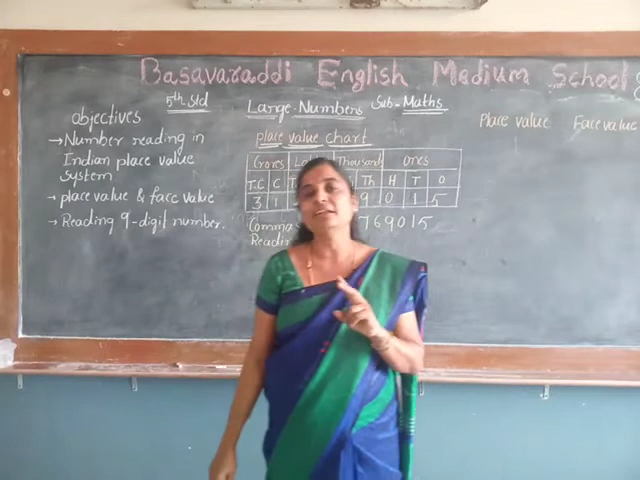 Basavaraddi English Medium School
5th std Large Numbers Sub-Maths
objectives
→ Number reading in
Indian place value
system
→ place value & face value
→ Reading 9-digit number.
place value chart
Crores Thousand Ones
T.C C Th H T O
3 1 9 0 1 5
Commas 769015
Place value Face value